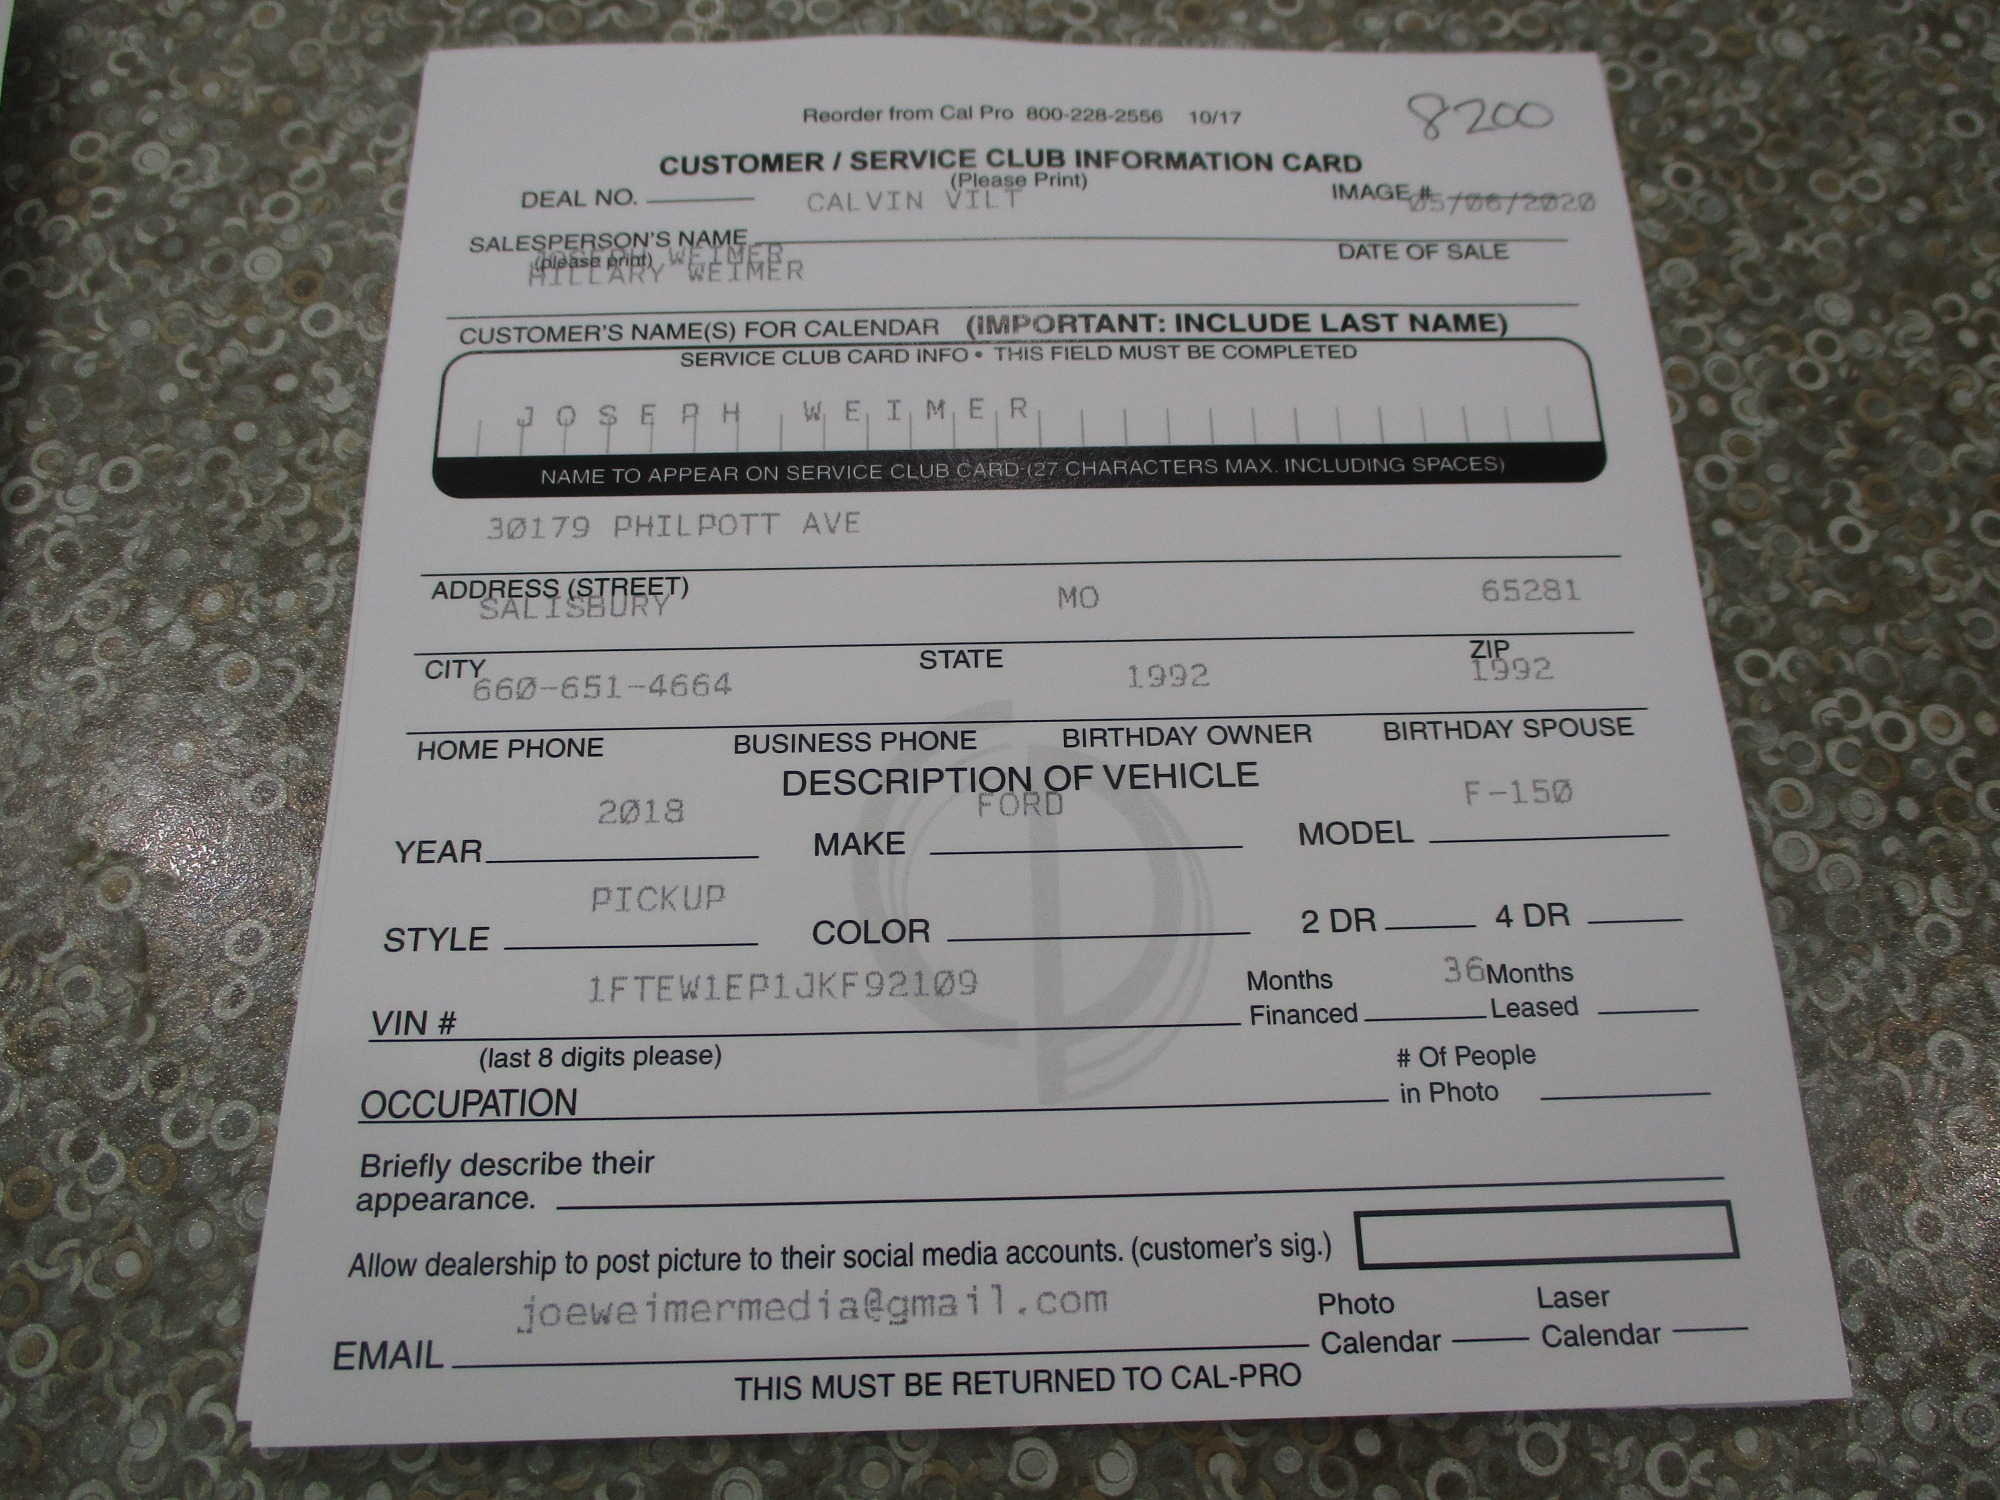 Reorder from Cal Pro 800-228-2556 10/17
8200
CUSTOMER / SERVICE CLUB INFORMATION CARD
(Please Print)
DEAL NO. CALVIN VILT IMAGE # 05/06/2020
SALESPERSON'S NAME DATE OF SALE
(please print) WEIMER
HILLARY WEIMER
CUSTOMER'S NAME(S) FOR CALENDAR (IMPORTANT: INCLUDE LAST NAME)
SERVICE CLUB CARD INFO • THIS FIELD MUST BE COMPLETED
JOSEPH WEIMER
NAME TO APPEAR ON SERVICE CLUB CARD (27 CHARACTERS MAX. INCLUDING SPACES)
30179 PHILPOTT AVE
ADDRESS (STREET)
SALISBURY MO 65281
CITY STATE ZIP
660-651-4664 1992 1992
HOME PHONE BUSINESS PHONE BIRTHDAY OWNER BIRTHDAY SPOUSE
DESCRIPTION OF VEHICLE
2018 FORD F-150
YEAR MAKE MODEL
PICKUP
STYLE COLOR 2 DR 4 DR
1FTEW1EP1JKF92109 Months 36 Months
VIN # Financed Leased
(last 8 digits please) # Of People
OCCUPATION in Photo
Briefly describe their
appearance.
Allow dealership to post picture to their social media accounts. (customer's sig.)
joeweimermedia@gmail.com Photo Laser
EMAIL Calendar Calendar
THIS MUST BE RETURNED TO CAL-PRO